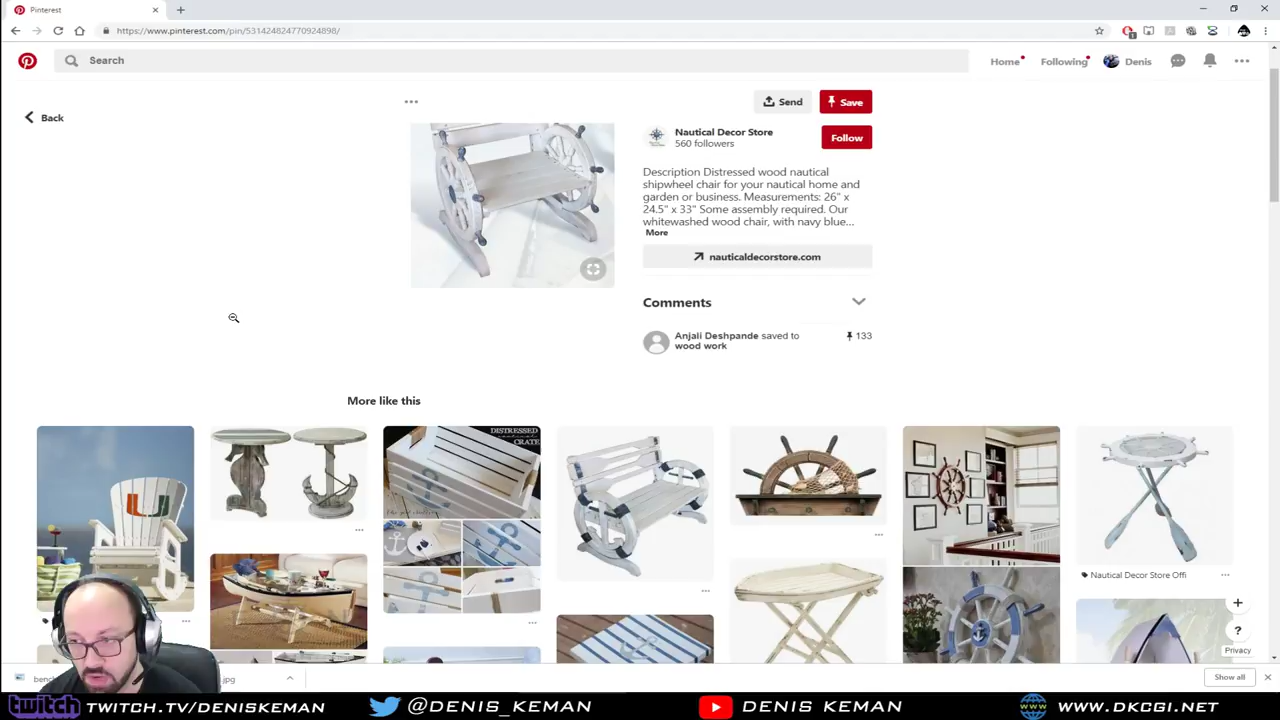 Pinterest
https://www.pinterest.com/pin/531424824770924898/
Search
Home
Following
Denis
Back
Send
Save
Nautical Decor Store
560 followers
Follow
Description Distressed wood nautical
shipwheel chair for your nautical home and
garden or business. Measurements: 26" x
24.5" x 33" Some assembly required. Our
whitewashed wood chair, with navy blue...
More
nauticaldecorstore.com
Comments
Anjali Deshpande saved to
wood work
133
More like this
DISTRESSED
CRATE
U
Nautical Decor Store Offi
?
Privacy
benc
.jpg
Show all
twitch TWITCH.TV/DENISKEMAN
@DENIS_KEMAN
DENIS KEMAN
WWW.DKCGI.NET